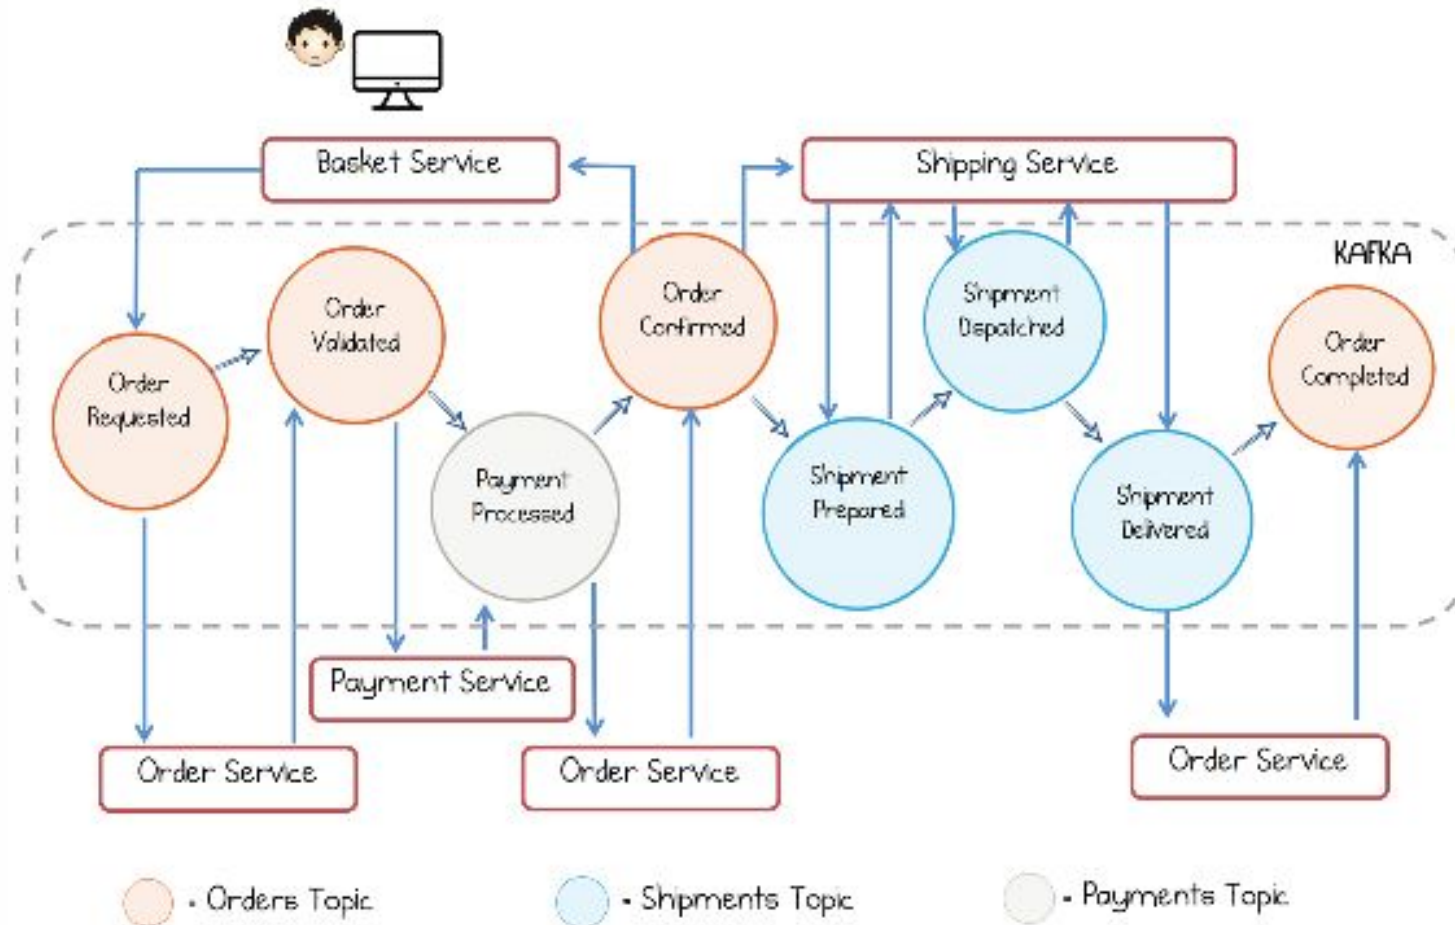 Basket Service
Shipping Service
KAFKA
Order
Requested
Order
Validated
Payment
Processed
Order
Confirmed
Shipment
Prepared
Shipment
Dispatched
Shipment
Delivered
Order
Completed
Payment Service
Order Service
Order Service
Order Service
- Orders Topic
- Shipments Topic
- Payments Topic